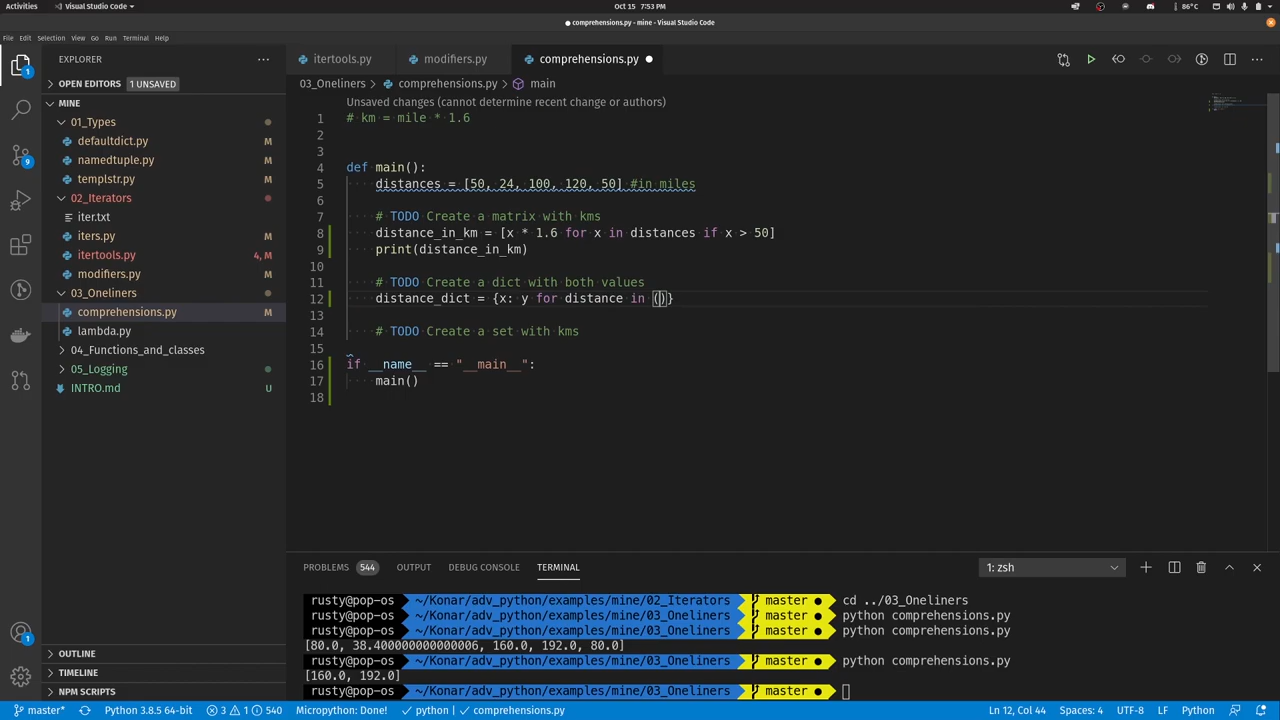 Activities
Visual Studio Code
Oct 15 7:53 PM
86°C
● comprehensions.py - mine - Visual Studio Code
File Edit Selection View Go Run Terminal Help
EXPLORER
OPEN EDITORS 1 UNSAVED
MINE
01_Types
defaultdict.py M
namedtuple.py M
templstr.py M
02_Iterators
iter.txt
iters.py M
itertools.py 4, M
modifiers.py M
03_Oneliners
comprehensions.py M
lambda.py
04_Functions_and_classes
05_Logging
INTRO.md U
OUTLINE
TIMELINE
NPM SCRIPTS
1
9
1
itertools.py
modifiers.py
comprehensions.py ●
03_Oneliners > comprehensions.py > main
Unsaved changes (cannot determine recent change or authors)
1 # km = mile * 1.6
2
3
4 def main():
5 distances = [50, 24, 100, 120, 50] #in miles
6
7 # TODO Create a matrix with kms
8 distance_in_km = [x * 1.6 for x in distances if x > 50]
9 print(distance_in_km)
10
11 # TODO Create a dict with both values
12 distance_dict = {x: y for distance in ()}
13
14 # TODO Create a set with kms
15
16 if __name__ == "__main__":
17 main()
18
PROBLEMS 544 OUTPUT DEBUG CONSOLE TERMINAL
1: zsh
rusty@pop-os ~/Konar/adv_python/examples/mine/02_Iterators master ● cd ../03_Oneliners
rusty@pop-os ~/Konar/adv_python/examples/mine/03_Oneliners master ● python comprehensions.py
rusty@pop-os ~/Konar/adv_python/examples/mine/03_Oneliners master ● python comprehensions.py
[80.0, 38.400000000000006, 160.0, 192.0, 80.0]
rusty@pop-os ~/Konar/adv_python/examples/mine/03_Oneliners master ● python comprehensions.py
[160.0, 192.0]
rusty@pop-os ~/Konar/adv_python/examples/mine/03_Oneliners master ●
master* Python 3.8.5 64-bit 3 1 540 Micropython: Done! ✓ python | ✓ comprehensions.py Ln 12, Col 44 Spaces: 4 UTF-8 LF Python